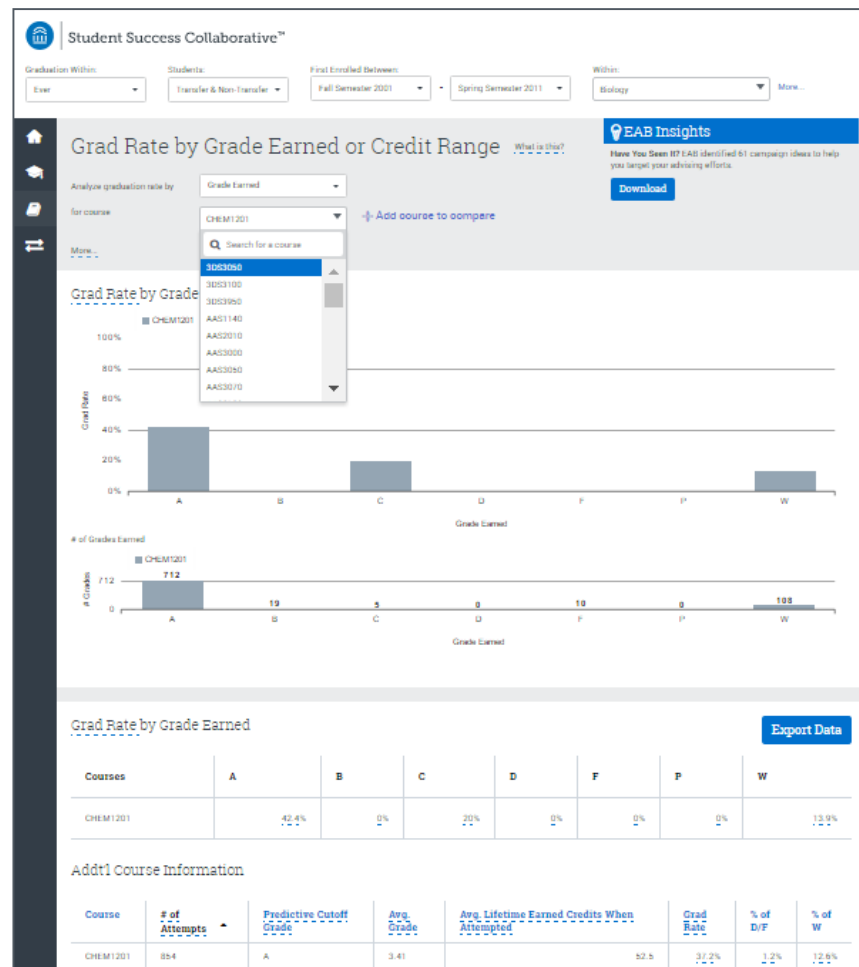 Student Success Collaborative™
Graduation Within: Students: First Enrolled Between: Within:
Ever Transfer & Non-Transfer Fall Semester 2001 - Spring Semester 2011 Biology More...
Grad Rate by Grade Earned or Credit Range What is this?
EAB Insights
Have You Seen It? EAB identified 61 campaign ideas to help
you target your advising efforts.
Download
Analyze graduation rate by Grade Earned
for course CHEM1201 Add course to compare
More...
Search for a course
3DS3050
3DS3100
3DS3950
AAS1140
AAS2010
AAS3000
AAS3050
AAS3070
Grad Rate by Grade
CHEM1201
100%
80%
60%
40%
20%
0%
Grad Rate
A B C D F P W
Grade Earned
# of Grades Earned
CHEM1201
# Grades
712
0
712 19 5 0 10 0 108
A B C D F P W
Grade Earned
Grad Rate by Grade Earned
Export Data
Courses A B C D F P W
CHEM1201 42.4% 0% 20% 0% 0% 0% 13.9%
Addt'l Course Information
Course # of Attempts Predictive Cutoff Grade Avg. Grade Avg. Lifetime Earned Credits When Attempted Grad Rate % of D/F % of W
CHEM1201 854 A 3.41 52.5 37.2% 1.2% 12.6%